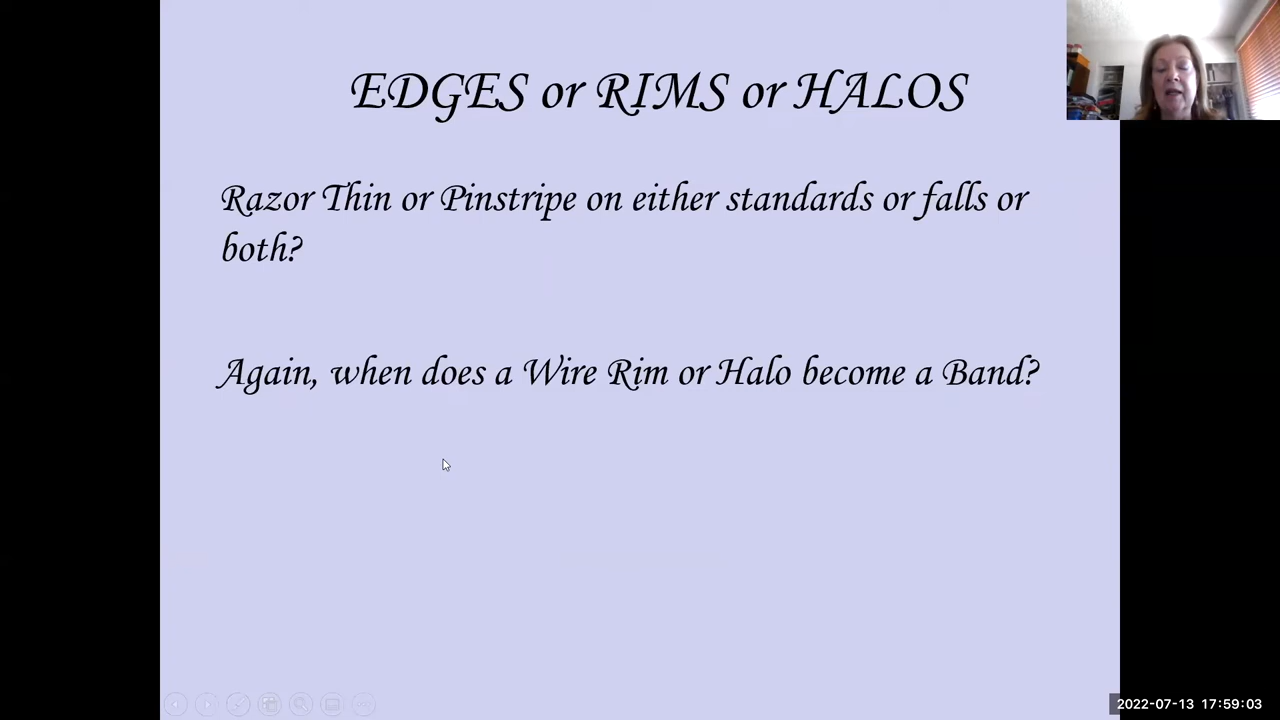 EDGES or RIMS or HALOS
Razor Thin or Pinstripe on either standards or falls or
both?
Again, when does a Wire Rim or Halo become a Band?
2022-07-13 17:59:03